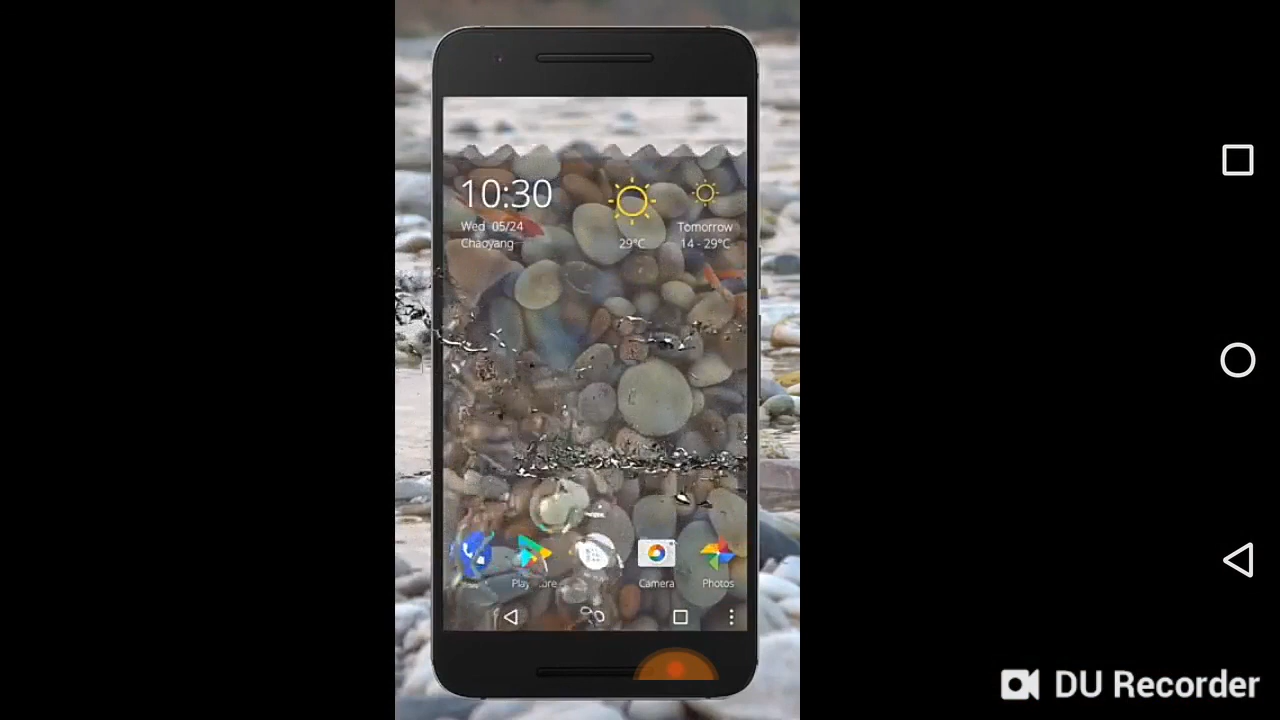 10:30
Wed 05/24
Chaoyang
29°C
Tomorrow
14 - 29°C
Camera
Photos
DU Recorder